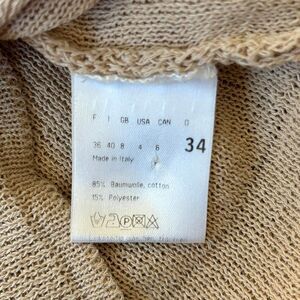 F I GB USA CAN D
36 40 8 4 6 34
Made in Italy
85% Baumwolle, cotton
15% Polyester
P